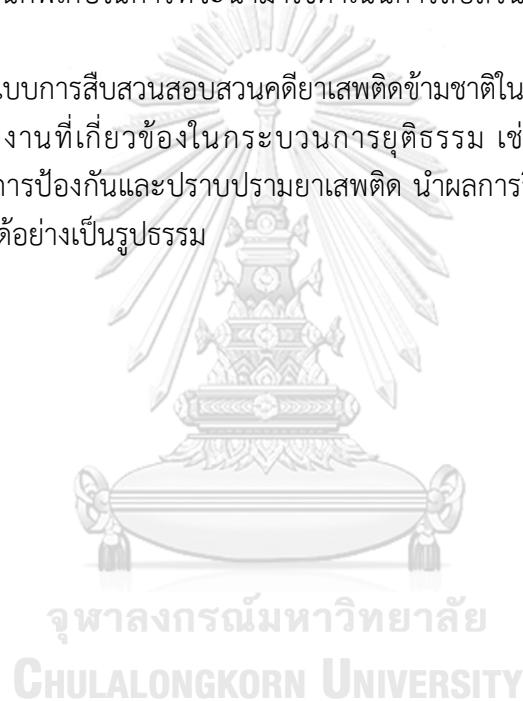 บบการสืบสวนสอบสวนคดียาเสพติดข้ามชาติใน
งานที่เกี่ยวข้องในกระบวนการยุติธรรม เช่
การป้องกันและปราบปรามยาเสพติด นำผลการ
ด้อย่างเป็นรูปธรรม
จุฬาลงกรณ์มหาวิทยาลัย
CHULALONGKORN UNIVERSITY